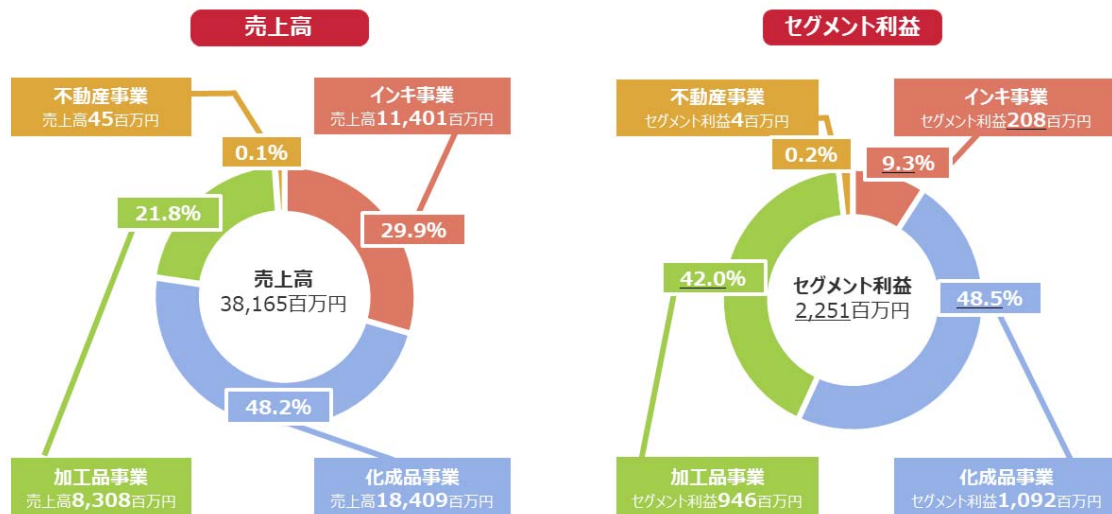 売上高
不動産事業
売上高45百万円
インキ事業
売上高11,401百万円
0.1%
21.8%
29.9%
売上高
38,165百万円
48.2%
加工品事業
売上高8,308百万円
化成品事業
売上高18,409百万円
セグメント利益
不動産事業
セグメント利益4百万円
インキ事業
セグメント利益208百万円
0.2%
9.3%
42.0%
48.5%
セグメント利益
2,251百万円
加工品事業
セグメント利益946百万円
化成品事業
セグメント利益1,092百万円